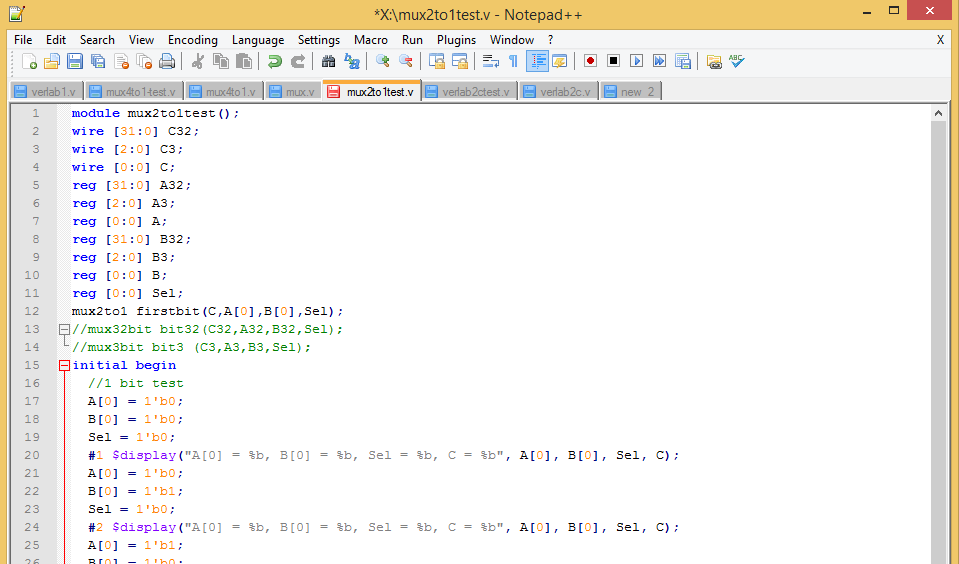 *X:\mux2to1test.v - Notepad++
File Edit Search View Encoding Language Settings Macro Run Plugins Window ? X
verlab1.v mux4to1-test.v mux4to1.v mux.v mux2to1test.v verlab2ctest.v verlab2c.v new 2
1 module mux2to1test();
2 wire [31:0] C32;
3 wire [2:0] C3;
4 wire [0:0] C;
5 reg [31:0] A32;
6 reg [2:0] A3;
7 reg [0:0] A;
8 reg [31:0] B32;
9 reg [2:0] B3;
10 reg [0:0] B;
11 reg [0:0] Sel;
12 mux2to1 firstbit(C,A[0],B[0],Sel);
13 //mux32bit bit32(C32,A32,B32,Sel);
14 //mux3bit bit3 (C3,A3,B3,Sel);
15 initial begin
16 //1 bit test
17 A[0] = 1'b0;
18 B[0] = 1'b0;
19 Sel = 1'b0;
20 #1 $display("A[0] = %b, B[0] = %b, Sel = %b, C = %b", A[0], B[0], Sel, C);
21 A[0] = 1'b0;
22 B[0] = 1'b1;
23 Sel = 1'b0;
24 #2 $display("A[0] = %b, B[0] = %b, Sel = %b, C = %b", A[0], B[0], Sel, C);
25 A[0] = 1'b1;
26 B[0] = 1'b0;